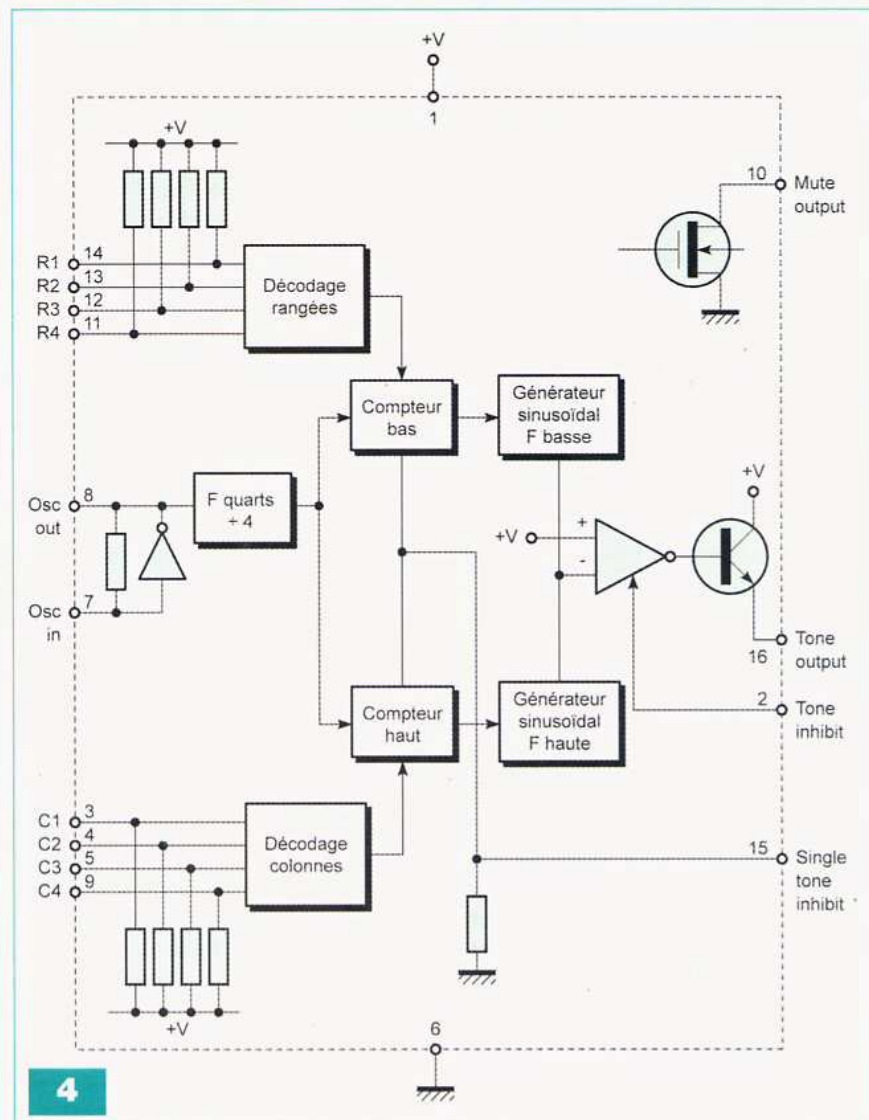 +V
1
+V
10
Mute
output
R1 14
R2 13
R3 12
R4 11
Décodage
rangées
Compteur
bas
Générateur
sinusoïdal
F basse
Osc
out
8
F quarts
÷ 4
Osc
in
7
+V
+
-
+V
16
Tone
output
Compteur
haut
Générateur
sinusoïdal
F haute
2
Tone
inhibit
C1 3
C2 4
C3 5
C4 9
Décodage
colonnes
15
Single
tone
inhibit
+V
6
4